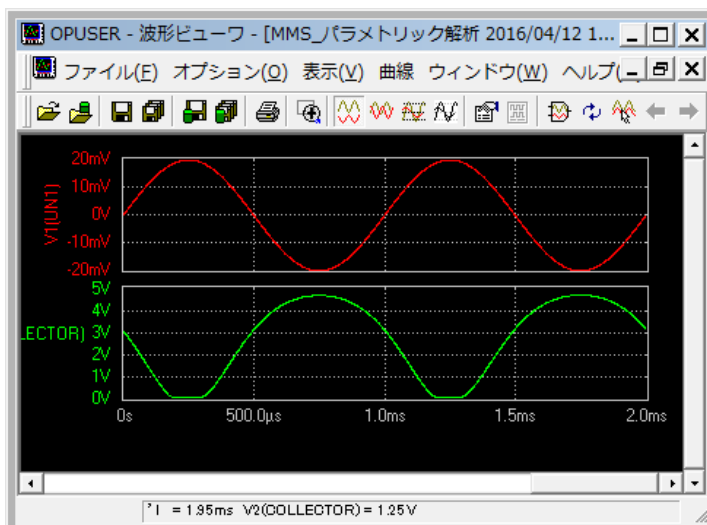 OPUSER - 波形ビューワ - [MMS_パラメトリック解析 2016/04/12 1...
ファイル(F) オプション(O) 表示(V) 曲線 ウィンドウ(W) ヘルプ(
V1(UN1)
20mV
10mV
0V
-10mV
-20mV
LECTOR)
5V
4V
3V
2V
1V
0V
0s 500.0µs 1.0ms 1.5ms 2.0ms
= 1.95ms V2(COLLECTOR) = 1.25V